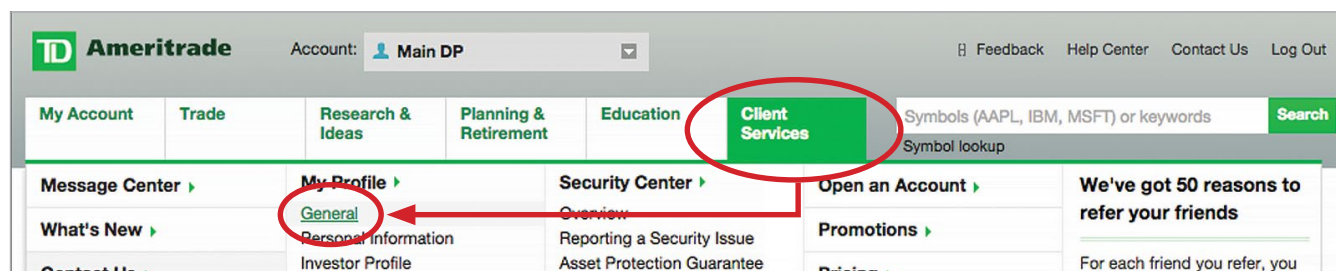 TD Ameritrade
Account: Main DP
Feedback Help Center Contact Us Log Out
My Account
Trade
Research &
Ideas
Planning &
Retirement
Education
Client
Services
Symbols (AAPL, IBM, MSFT) or keywords
Search
Symbol lookup
Message Center
What's New
Contact Us
My Profile
General
Personal Information
Investor Profile
Security Center
Overview
Reporting a Security Issue
Asset Protection Guarantee
Open an Account
Promotions
Pricing
We've got 50 reasons to
refer your friends
For each friend you refer, you